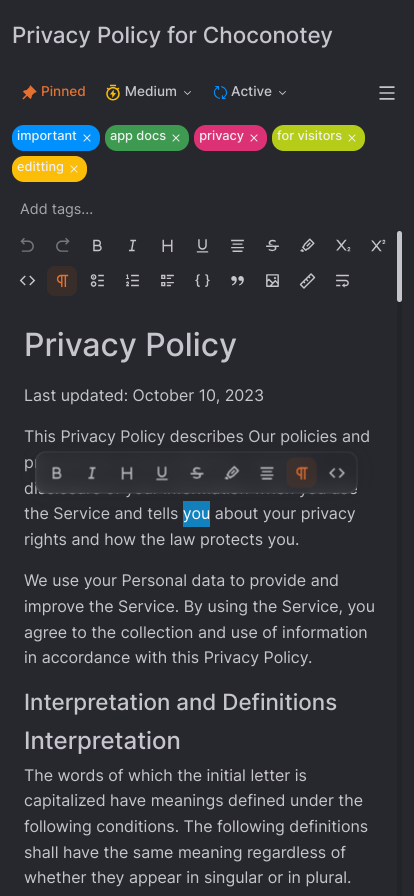 Privacy Policy for Choconotey
Pinned Medium Active
important × app docs × privacy × for visitors ×
editting ×
Add tags...
B I H U S X₂ X²
<> ¶ { } ”
Privacy Policy
Last updated: October 10, 2023
This Privacy Policy describes Our policies and
B I H U S ¶ <>
the Service and tells you about your privacy
rights and how the law protects you.
We use your Personal data to provide and
improve the Service. By using the Service, you
agree to the collection and use of information
in accordance with this Privacy Policy.
Interpretation and Definitions
Interpretation
The words of which the initial letter is
capitalized have meanings defined under the
following conditions. The following definitions
shall have the same meaning regardless of
whether they appear in singular or in plural.